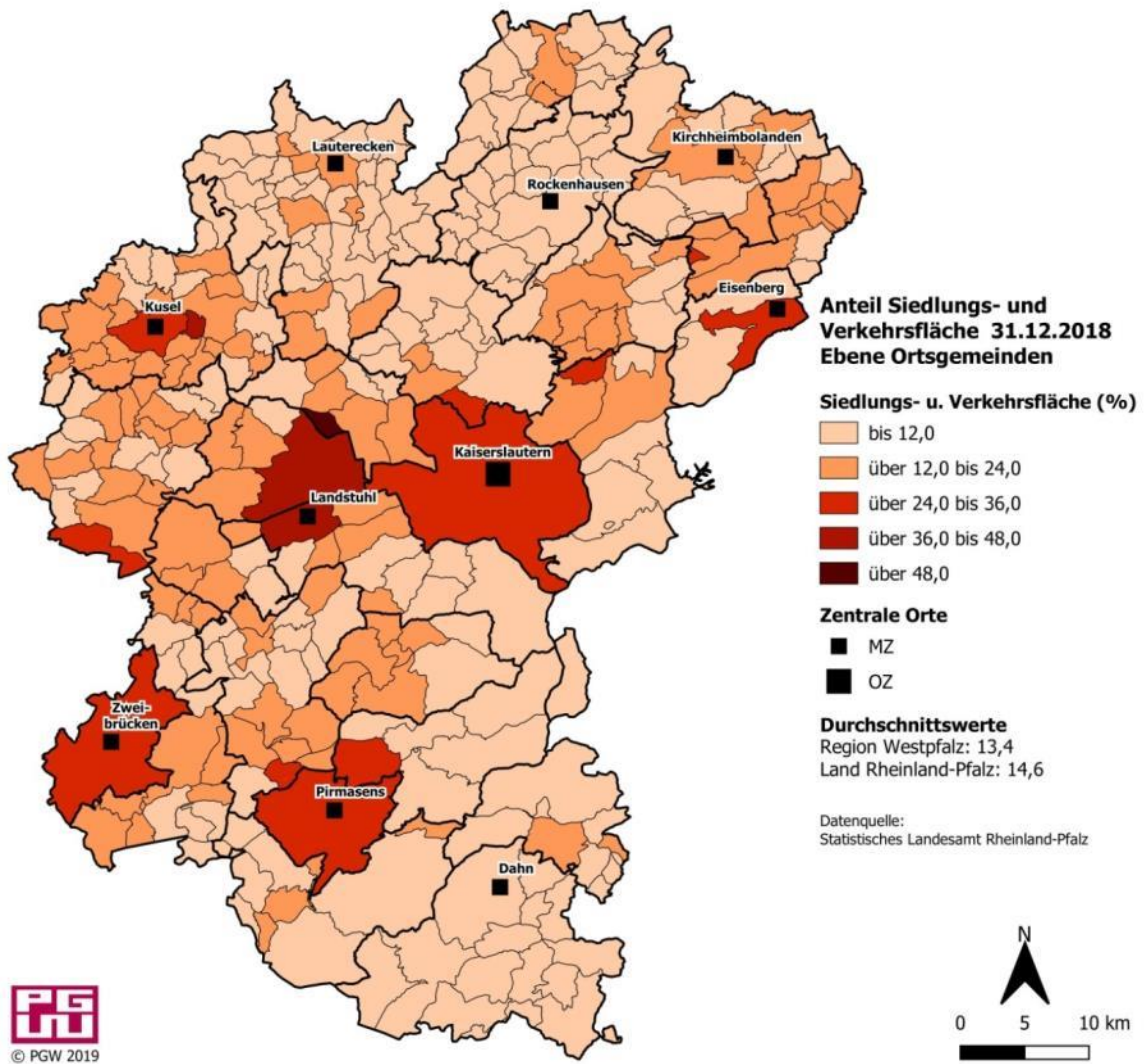 Lauterecken
Kirchheimbolanden
Rockenhausen
Kusel
Eisenberg
Kaiserslautern
Landstuhl
Zwei-
brücken
Pirmasens
Dahn
Anteil Siedlungs- und
Verkehrsfläche 31.12.2018
Ebene Ortsgemeinden
Siedlungs- u. Verkehrsfläche (%)
bis 12,0
über 12,0 bis 24,0
über 24,0 bis 36,0
über 36,0 bis 48,0
über 48,0
Zentrale Orte
MZ
OZ
Durchschnittswerte
Region Westpfalz: 13,4
Land Rheinland-Pfalz: 14,6
Datenquelle:
Statistisches Landesamt Rheinland-Pfalz
N
0 5 10 km
PGW
© PGW 2019